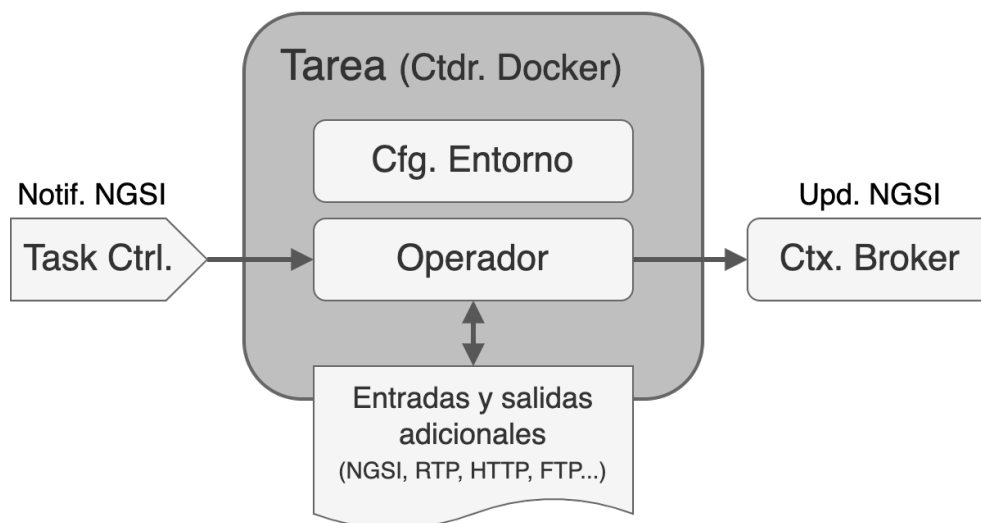 Tarea (Ctdr. Docker)
Cfg. Entorno
Notif. NGSI
Task Ctrl.
Operador
Upd. NGSI
Ctx. Broker
Entradas y salidas
adicionales
(NGSI, RTP, HTTP, FTP...)